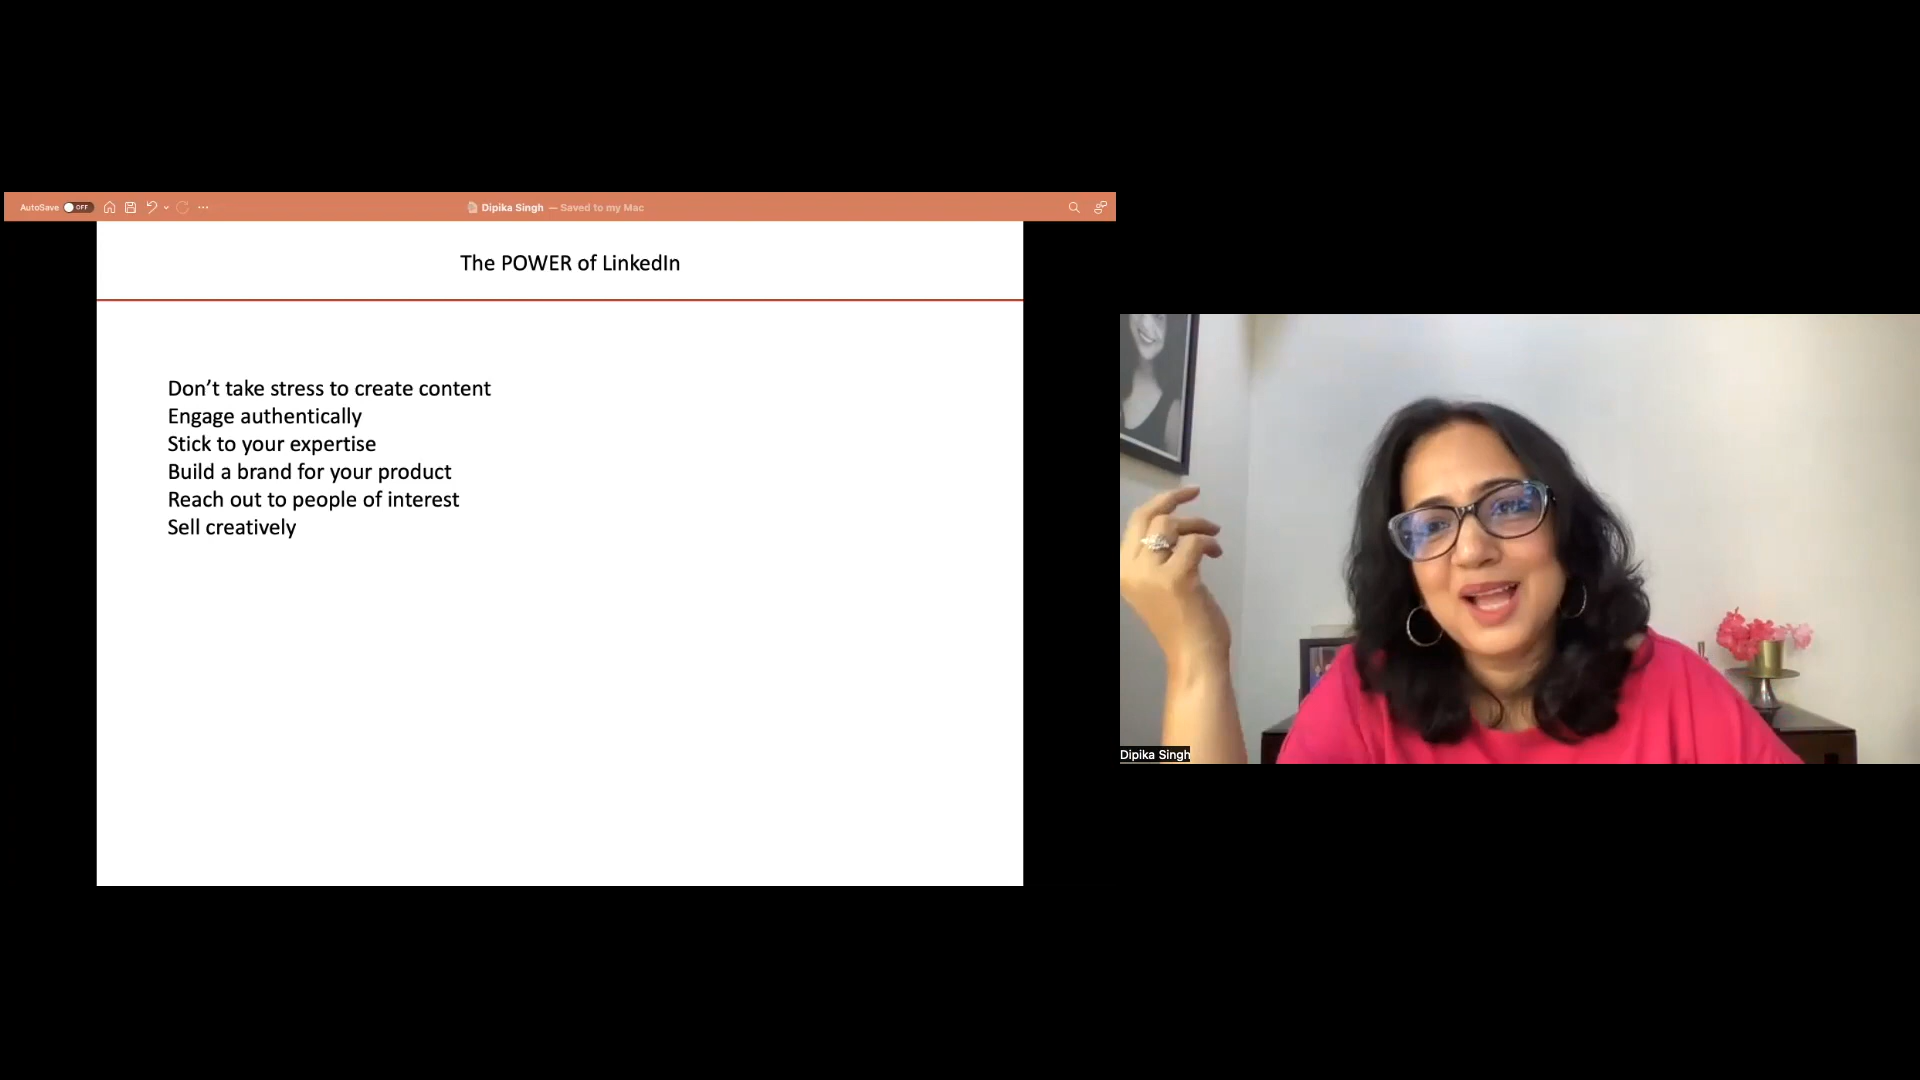 AutoSave OFF
Dipika Singh — Saved to my Mac
The POWER of LinkedIn
Don’t take stress to create content
Engage authentically
Stick to your expertise
Build a brand for your product
Reach out to people of interest
Sell creatively
Dipika Singh